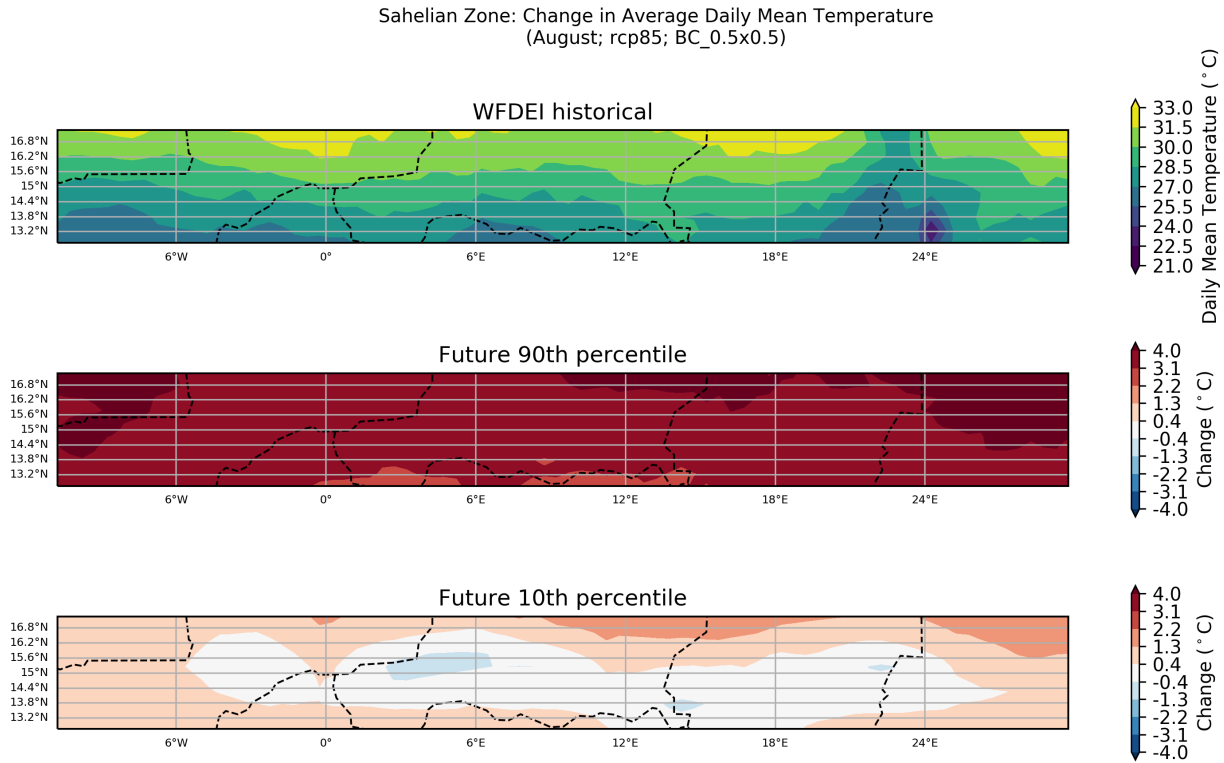 Sahelian Zone: Change in Average Daily Mean Temperature
(August; rcp85; BC_0.5x0.5)
WFDEI historical
16.8°N
16.2°N
15.6°N
15°N
14.4°N
13.8°N
13.2°N
6°W
0°
6°E
12°E
18°E
24°E
33.0
31.5
30.0
28.5
27.0
25.5
24.0
22.5
21.0
Daily Mean Temperature (°C)
Future 90th percentile
16.8°N
16.2°N
15.6°N
15°N
14.4°N
13.8°N
13.2°N
6°W
0°
6°E
12°E
18°E
24°E
4.0
3.1
2.2
1.3
0.4
-0.4
-1.3
-2.2
-3.1
-4.0
Change (°C)
Future 10th percentile
16.8°N
16.2°N
15.6°N
15°N
14.4°N
13.8°N
13.2°N
6°W
0°
6°E
12°E
18°E
24°E
4.0
3.1
2.2
1.3
0.4
-0.4
-1.3
-2.2
-3.1
-4.0
Change (°C)